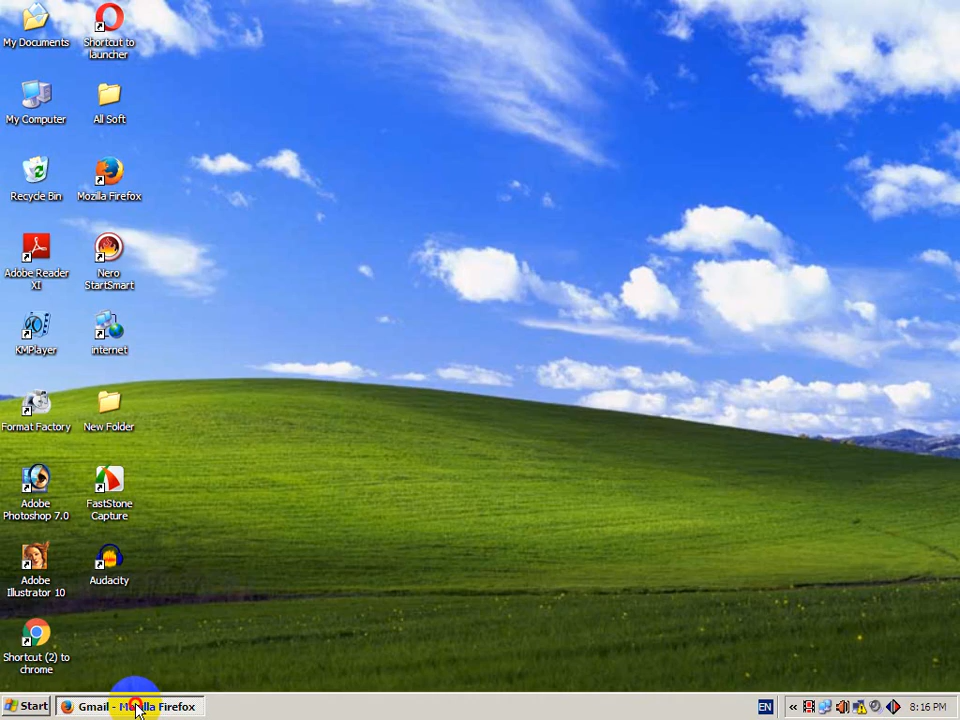 My Documents
Shortcut to
launcher
My Computer
All Soft
Recycle Bin
Mozilla Firefox
Adobe Reader
XI
Nero
StartSmart
KMPlayer
internet
Format Factory
New Folder
Adobe
Photoshop 7.0
FastStone
Capture
Adobe
Illustrator 10
Audacity
Shortcut (2) to
chrome
Start
Gmail - Mozilla Firefox
EN
«
8:16 PM